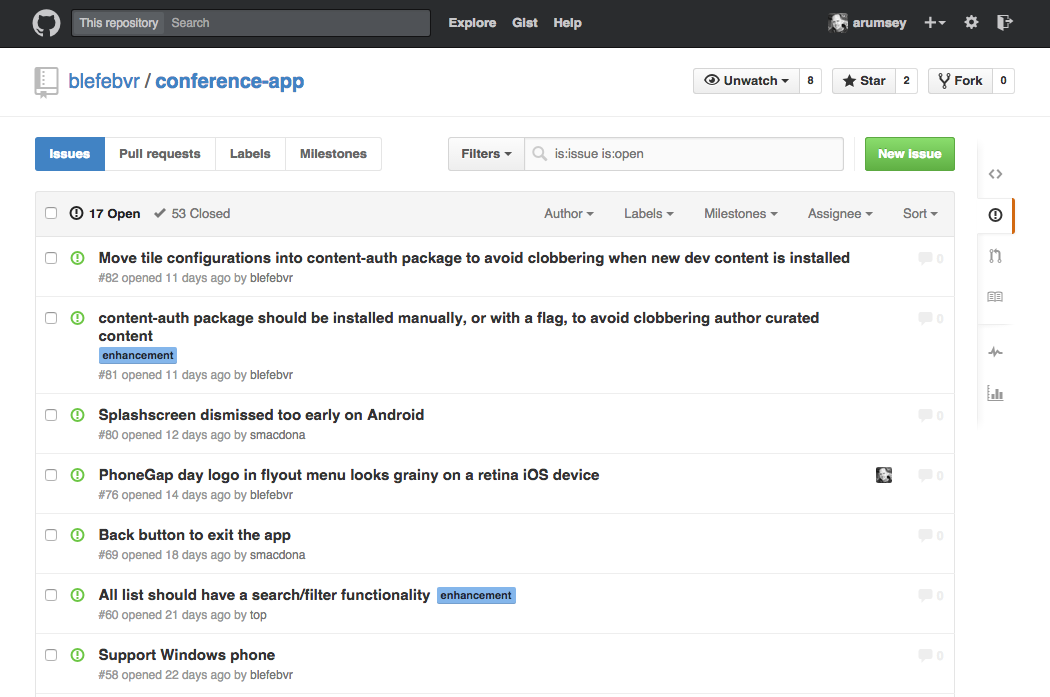 This repository Search Explore Gist Help arumsey
blefebvr / conference-app Unwatch 8 Star 2 Fork 0
Issues Pull requests Labels Milestones Filters is:issue is:open New Issue
17 Open 53 Closed Author Labels Milestones Assignee Sort
Move tile configurations into content-auth package to avoid clobbering when new dev content is installed 0
#82 opened 11 days ago by blefebvr
content-auth package should be installed manually, or with a flag, to avoid clobbering author curated 0
content
enhancement
#81 opened 11 days ago by blefebvr
Splashscreen dismissed too early on Android 0
#80 opened 12 days ago by smacdona
PhoneGap day logo in flyout menu looks grainy on a retina iOS device 0
#76 opened 14 days ago by blefebvr
Back button to exit the app 0
#69 opened 18 days ago by smacdona
All list should have a search/filter functionality enhancement 0
#60 opened 21 days ago by top
Support Windows phone 0
#58 opened 22 days ago by blefebvr